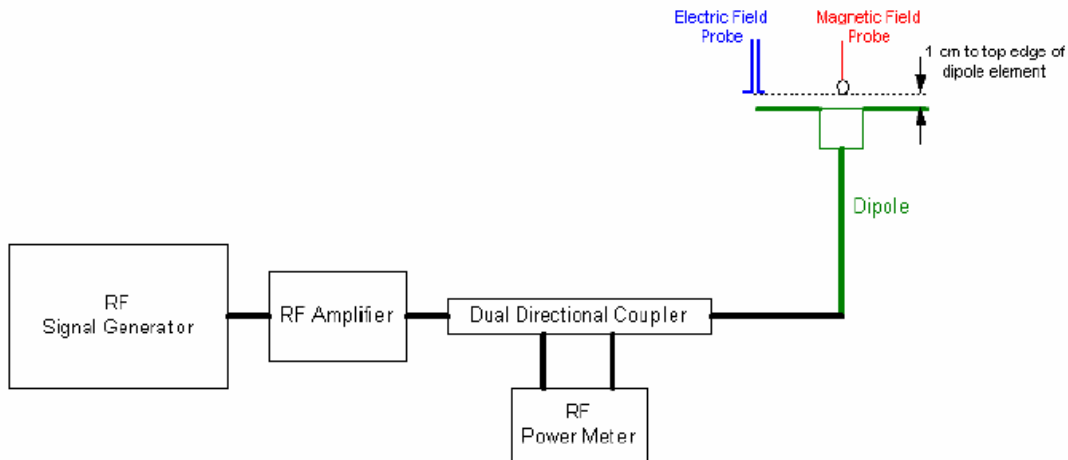 Electric Field
Probe
Magnetic Field
Probe
1 cm to top edge of
dipole element
Dipole
RF
Signal Generator
RF Amplifier
Dual Directional Coupler
RF
Power Meter